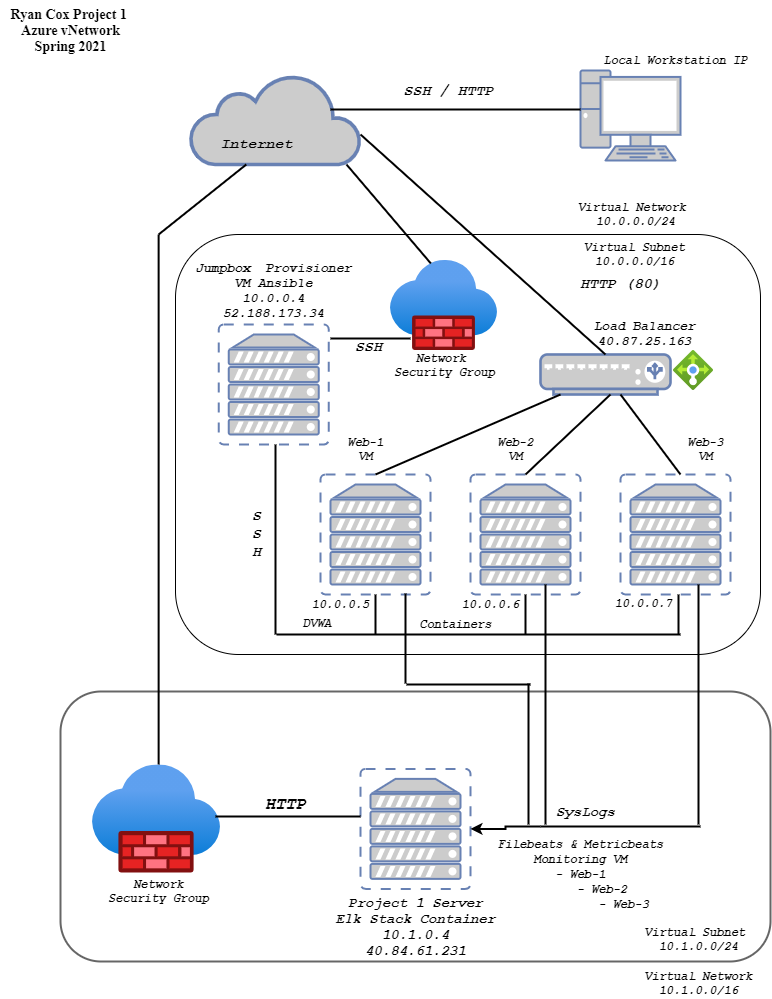 Ryan Cox Project 1
Azure vNetwork
Spring 2021
Local Workstation IP
SSH / HTTP
Internet
Virtual Network
10.0.0.0/24
Virtual Subnet
10.0.0.0/16
HTTP (80)
Jumpbox Provisioner
VM Ansible
10.0.0.4
52.188.173.34
SSH
Network
Security Group
Load Balancer
40.87.25.163
Web-1
VM
Web-2
VM
Web-3
VM
S
S
H
10.0.0.5
10.0.0.6
10.0.0.7
DVWA
Containers
HTTP
SysLogs
Filebeats & Metricbeats
Monitoring VM
- Web-1
- Web-2
- Web-3
Network
Security Group
Project 1 Server
Elk Stack Container
10.1.0.4
40.84.61.231
Virtual Subnet
10.1.0.0/24
Virtual Network
10.1.0.0/16